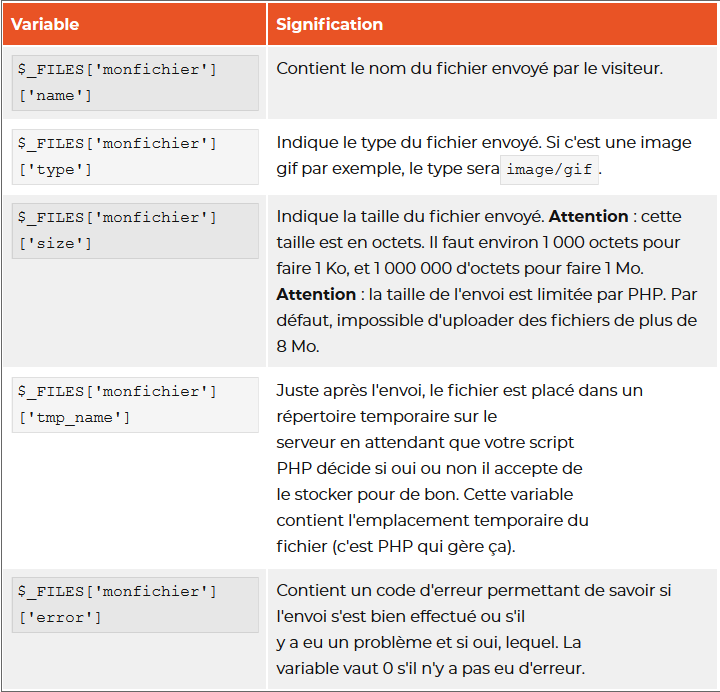 Variable
Signification
$_FILES['monfichier']
['name']
Contient le nom du fichier envoyé par le visiteur.
$_FILES['monfichier']
['type']
Indique le type du fichier envoyé. Si c'est une image
gif par exemple, le type sera image/gif .
$_FILES['monfichier']
['size']
Indique la taille du fichier envoyé. Attention : cette
taille est en octets. Il faut environ 1 000 octets pour
faire 1 Ko, et 1 000 000 d'octets pour faire 1 Mo.
Attention : la taille de l'envoi est limitée par PHP. Par
défaut, impossible d'uploader des fichiers de plus de
8 Mo.
$_FILES['monfichier']
['tmp_name']
Juste après l'envoi, le fichier est placé dans un
répertoire temporaire sur le
serveur en attendant que votre script
PHP décide si oui ou non il accepte de
le stocker pour de bon. Cette variable
contient l'emplacement temporaire du
fichier (c'est PHP qui gère ça).
$_FILES['monfichier']
['error']
Contient un code d'erreur permettant de savoir si
l'envoi s'est bien effectué ou s'il
y a eu un problème et si oui, lequel. La
variable vaut 0 s'il n'y a pas eu d'erreur.